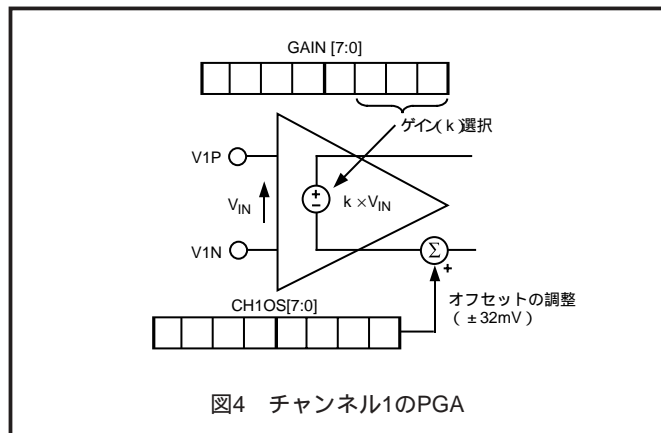 GAIN [7:0]
ゲイン(k)選択
V1P
VIN
k ×VIN
V1N
Σ
オフセットの調整
(±32mV)
CH1OS[7:0]
図4 チャンネル1のPGA